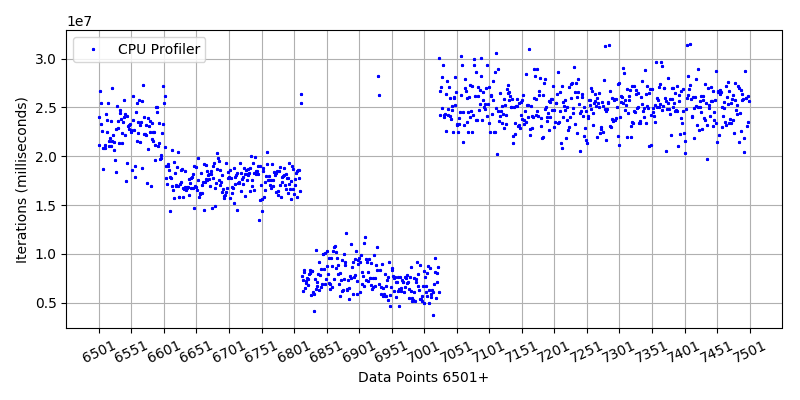 1e7
CPU Profiler
3.0
2.5
2.0
1.5
1.0
0.5
Iterations (milliseconds)
6501 6551 6601 6651 6701 6751 6801 6851 6901 6951 7001 7051 7101 7151 7201 7251 7301 7351 7401 7451 7501
Data Points 6501+